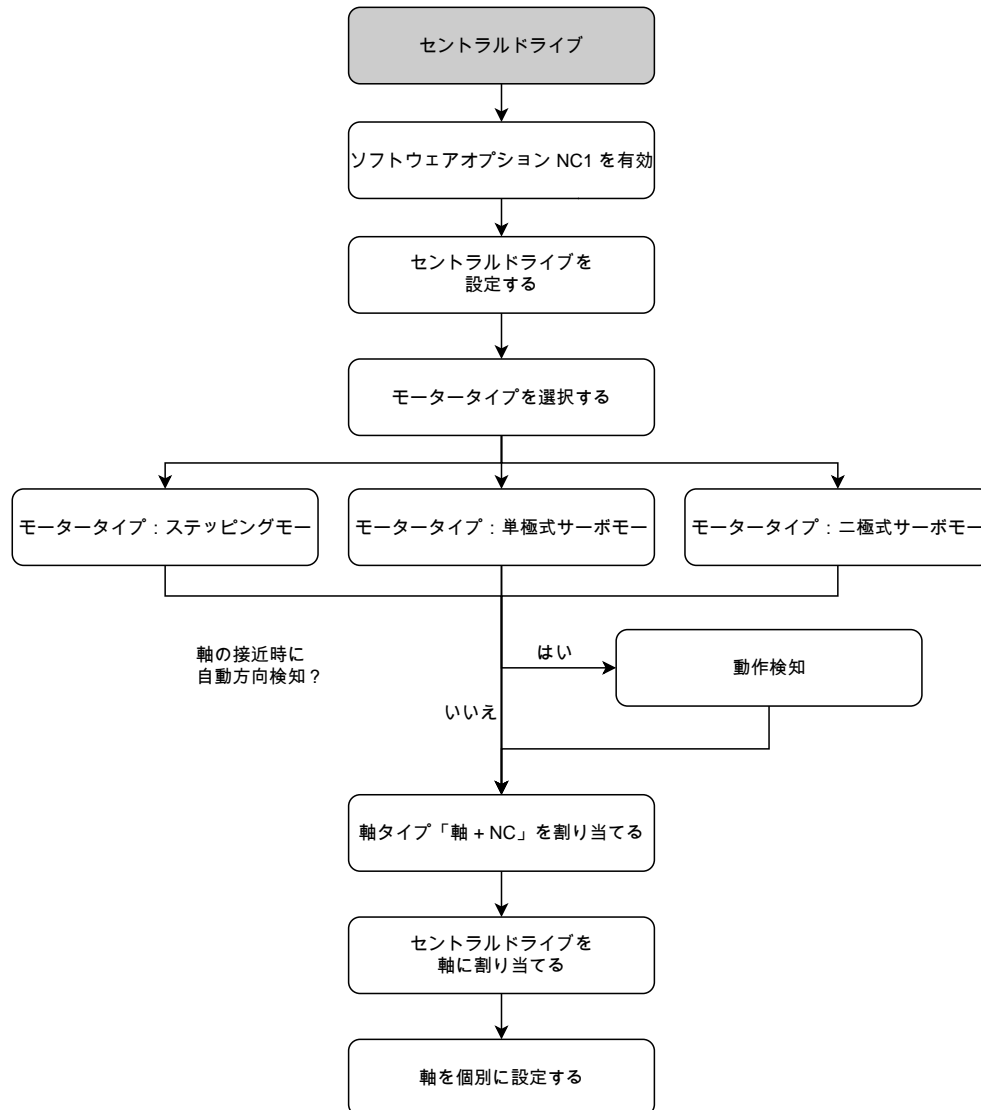 セントラルドライブ
ソフトウェアオプション NC1 を有効
セントラルドライブを
設定する
モータータイプを選択する
モータータイプ：ステッピングモー
モータータイプ：単極式サーボモー
モータータイプ：二極式サーボモー
軸の接近時に
自動方向検知？
はい
動作検知
いいえ
軸タイプ「軸 + NC」を割り当てる
セントラルドライブを
軸に割り当てる
軸を個別に設定する